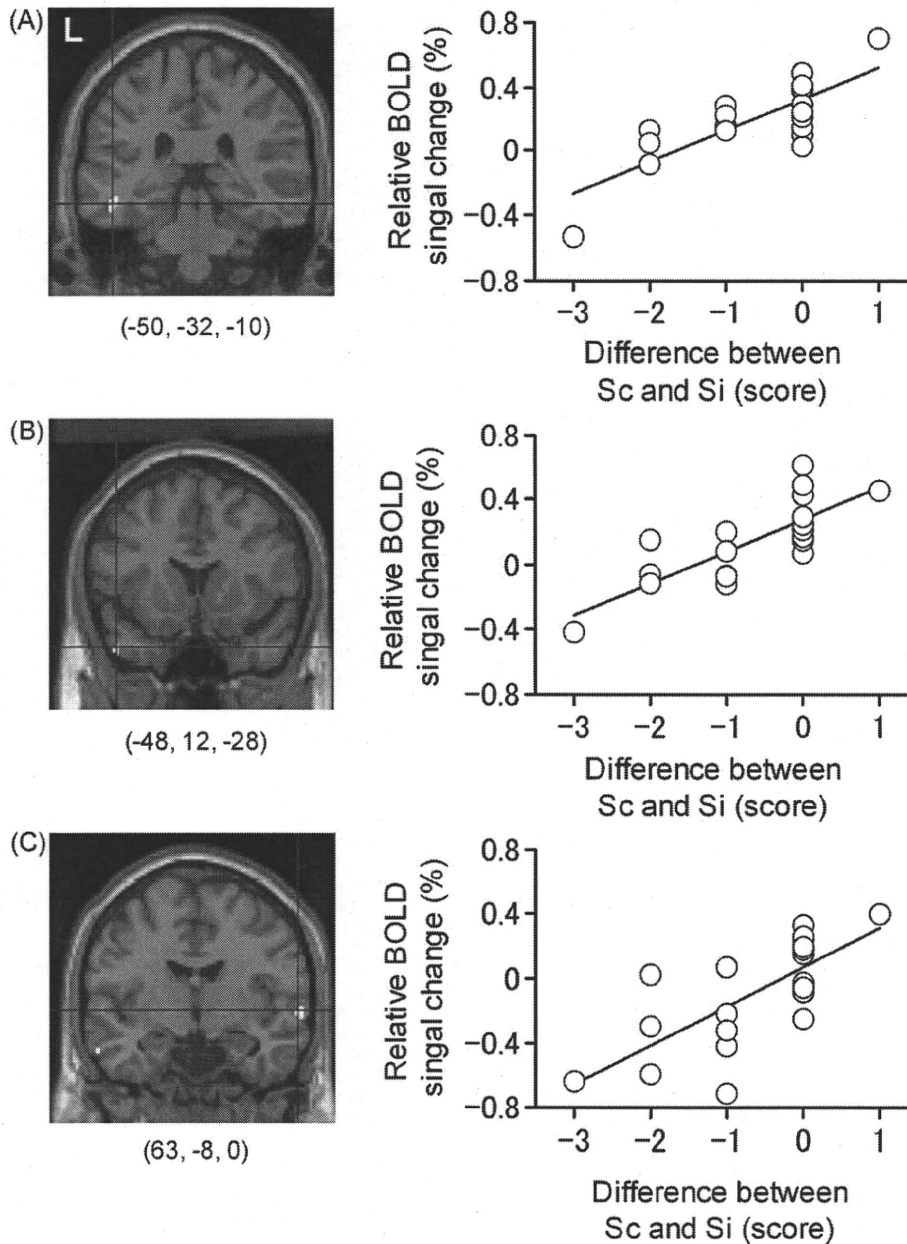 (A)
L
(-50, -32, -10)
Relative BOLD
singal change (%)
0.8
0.4
0
−0.4
−0.8
−3 −2 −1 0 1
Difference between
Sc and Si (score)
(B)
(-48, 12, -28)
Relative BOLD
singal change (%)
0.8
0.4
0
−0.4
−0.8
−3 −2 −1 0 1
Difference between
Sc and Si (score)
(C)
(63, -8, 0)
Relative BOLD
singal change (%)
0.8
0.4
0
−0.4
−0.8
−3 −2 −1 0 1
Difference between
Sc and Si (score)